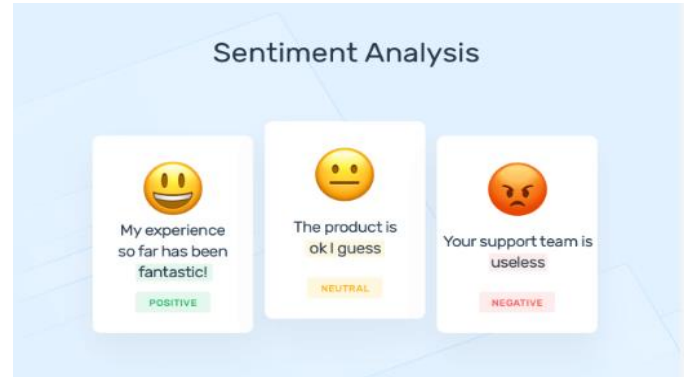 Sentiment Analysis
My experience
so far has been
fantastic!
POSITIVE
The product is
ok I guess
NEUTRAL
Your support team is
useless
NEGATIVE